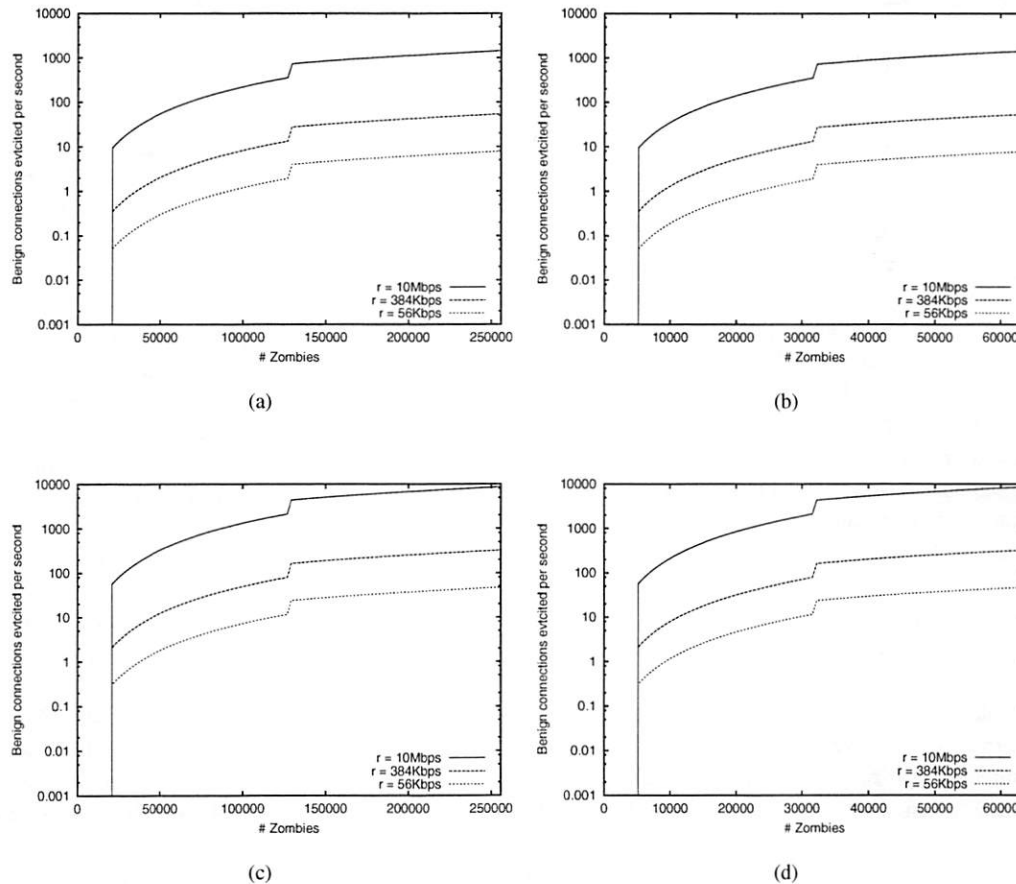 Benign connections evtcited per second
10000
1000
100
10
1
0.1
0.01
0.001
0 50000 100000 150000 200000 250000
# Zombies
r = 10Mbps
r = 384Kbps
r = 56Kbps
(a)
Benign connections evtcited per second
10000
1000
100
10
1
0.1
0.01
0.001
0 10000 20000 30000 40000 50000 60000
# Zombies
r = 10Mbps
r = 384Kbps
r = 56Kbps
(b)
Benign connections evtcited per second
10000
1000
100
10
1
0.1
0.01
0.001
0 50000 100000 150000 200000 250000
# Zombies
r = 10Mbps
r = 384Kbps
r = 56Kbps
(c)
Benign connections evtcited per second
10000
1000
100
10
1
0.1
0.01
0.001
0 10000 20000 30000 40000 50000 60000
# Zombies
r = 10Mbps
r = 384Kbps
r = 56Kbps
(d)